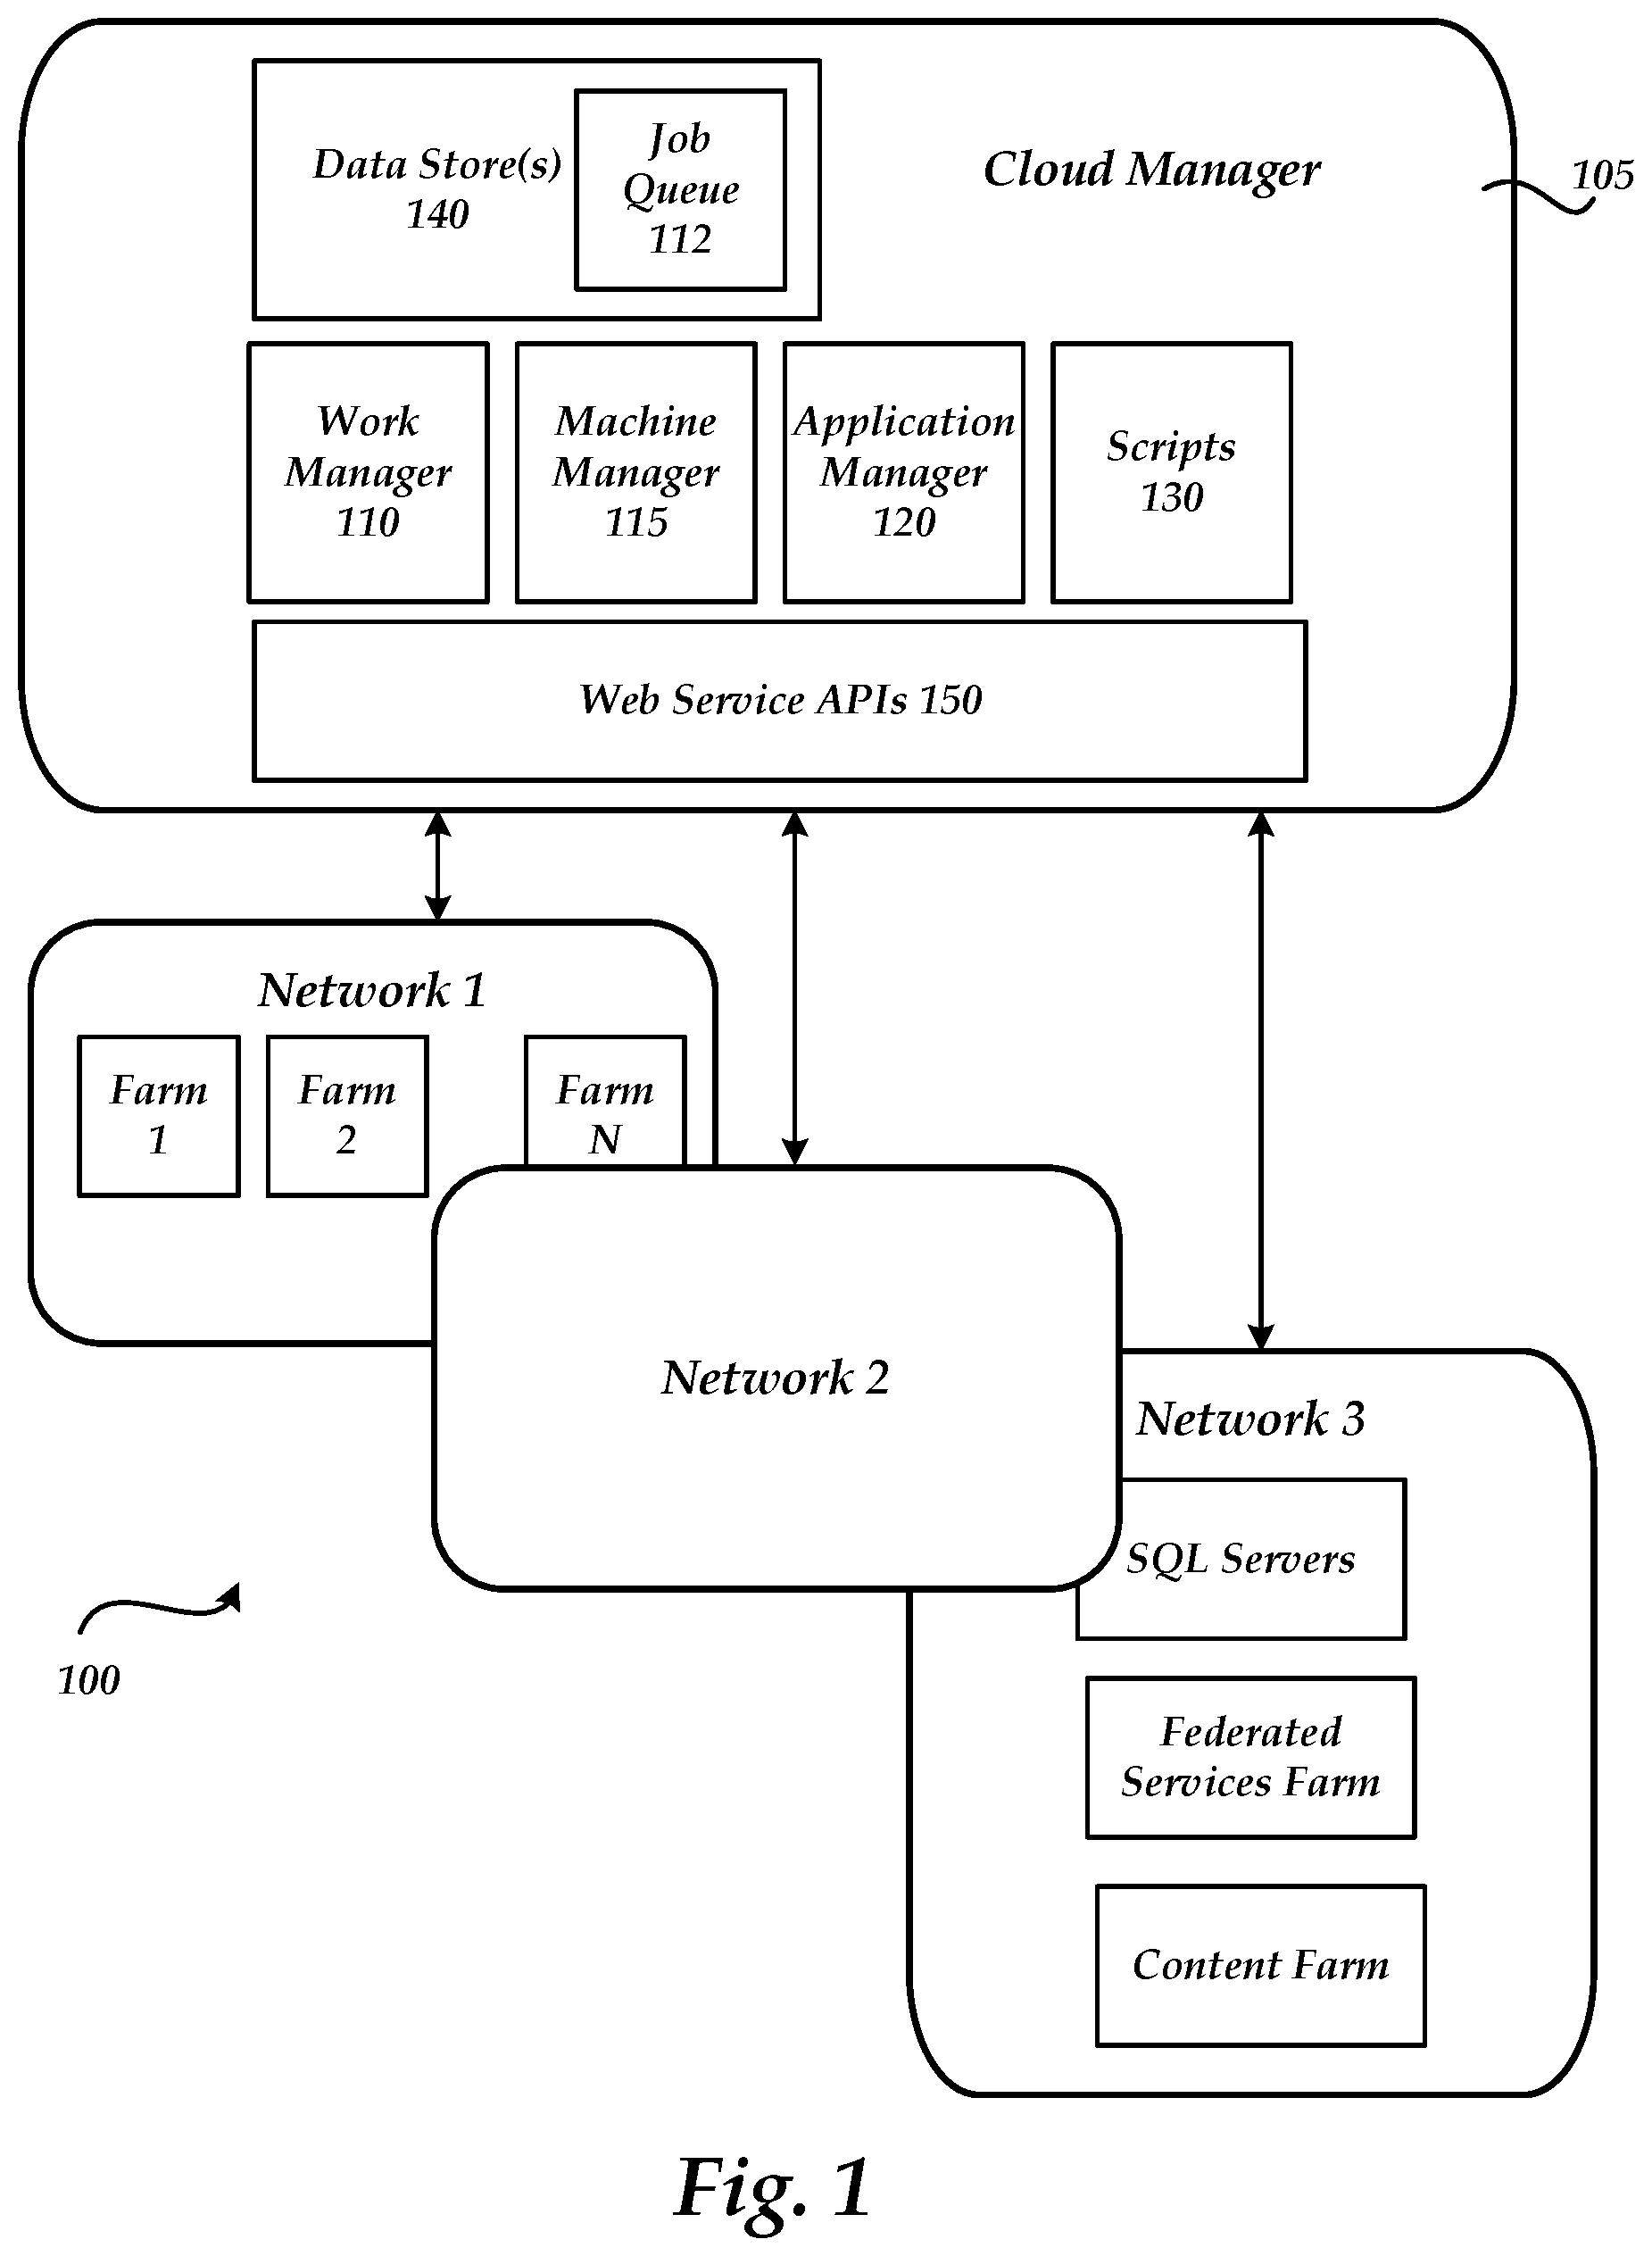 Data Store(s)
140
Job
Queue
112
Cloud Manager
105
Work
Manager
110
Machine
Manager
115
Application
Manager
120
Scripts
130
Web Service APIs 150
Network 1
Farm
1
Farm
2
Farm
N
Network 2
Network 3
SQL Servers
Federated
Services Farm
Content Farm
100
Fig. 1